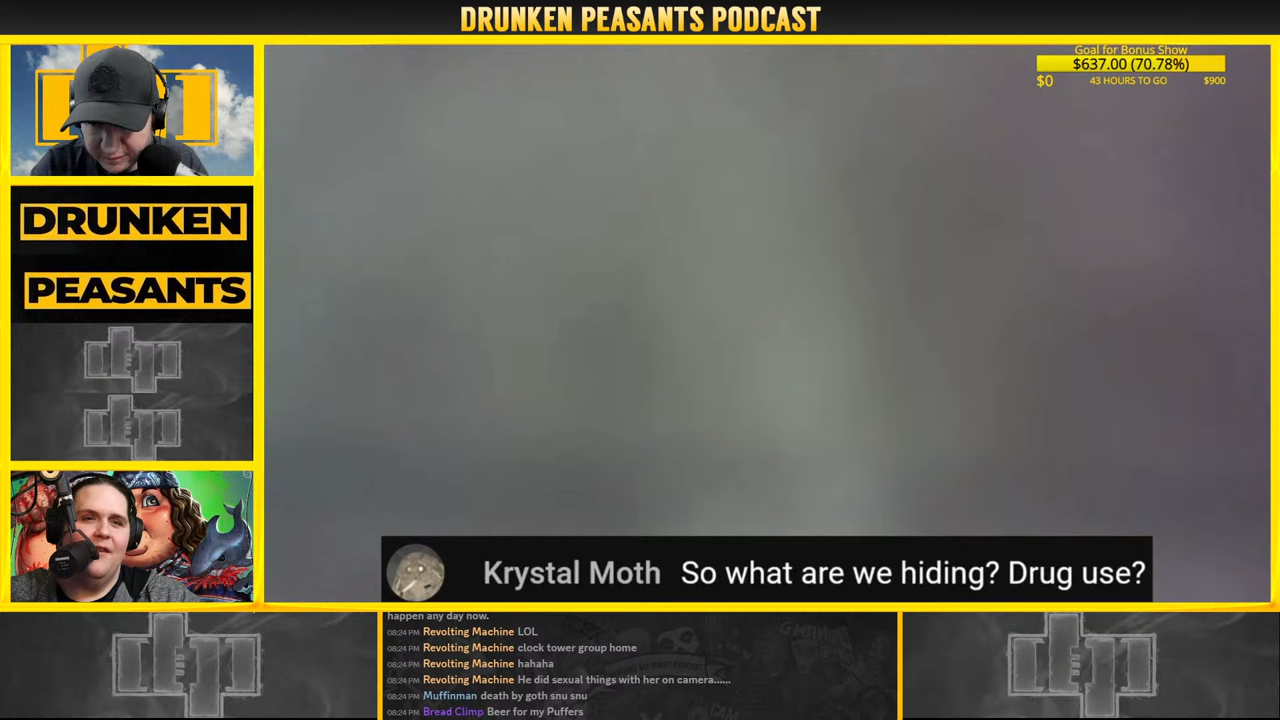 DRUNKEN PEASANTS PODCAST
Goal for Bonus Show
$637.00 (70.78%)
$0 43 HOURS TO GO $900
DRUNKEN
PEASANTS
Krystal Moth So what are we hiding? Drug use?
happen any day now.
08:24 PM Revolting Machine LOL
08:24 PM Revolting Machine clock tower group home
08:24 PM Revolting Machine hahaha
08:24 PM Revolting Machine He did sexual things with her on camera......
08:24 PM Muffinman death by goth snu snu
08:24 PM Bread Climp Beer for my Puffers